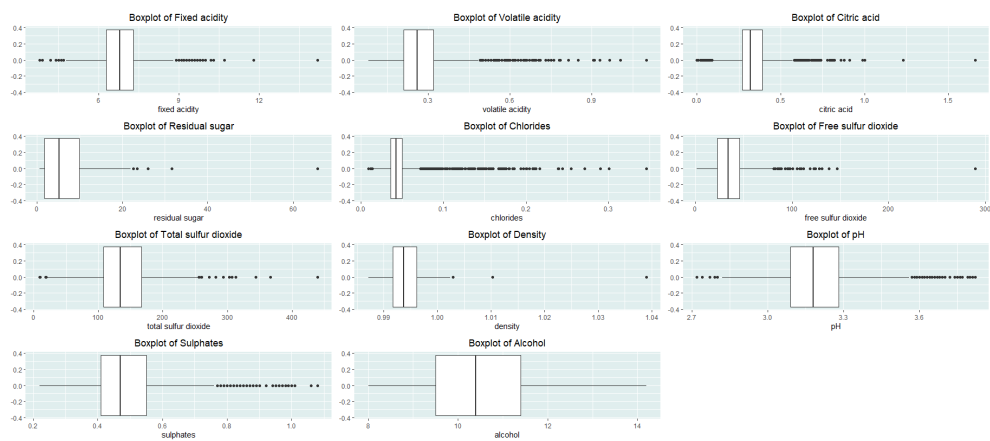 Boxplot of Fixed acidity
0.4
0.2
0.0
-0.2
-0.4
6 9 12
fixed acidity
Boxplot of Volatile acidity
0.4
0.2
0.0
-0.2
-0.4
0.3 0.6 0.9
volatile acidity
Boxplot of Citric acid
0.4
0.2
0.0
-0.2
-0.4
0.0 0.5 1.0 1.5
citric acid
Boxplot of Residual sugar
0.4
0.2
0.0
-0.2
-0.4
0 20 40 60
residual sugar
Boxplot of Chlorides
0.4
0.2
0.0
-0.2
-0.4
0.0 0.1 0.2 0.3
chlorides
Boxplot of Free sulfur dioxide
0.4
0.2
0.0
-0.2
-0.4
0 100 200 300
free sulfur dioxide
Boxplot of Total sulfur dioxide
0.4
0.2
0.0
-0.2
-0.4
0 100 200 300 400
total sulfur dioxide
Boxplot of Density
0.4
0.2
0.0
-0.2
-0.4
0.99 1.00 1.01 1.02 1.03 1.04
density
Boxplot of pH
0.4
0.2
0.0
-0.2
-0.4
2.7 3.0 3.3 3.6
pH
Boxplot of Sulphates
0.4
0.2
0.0
-0.2
-0.4
0.2 0.4 0.6 0.8 1.0
sulphates
Boxplot of Alcohol
0.4
0.2
0.0
-0.2
-0.4
8 10 12 14
alcohol